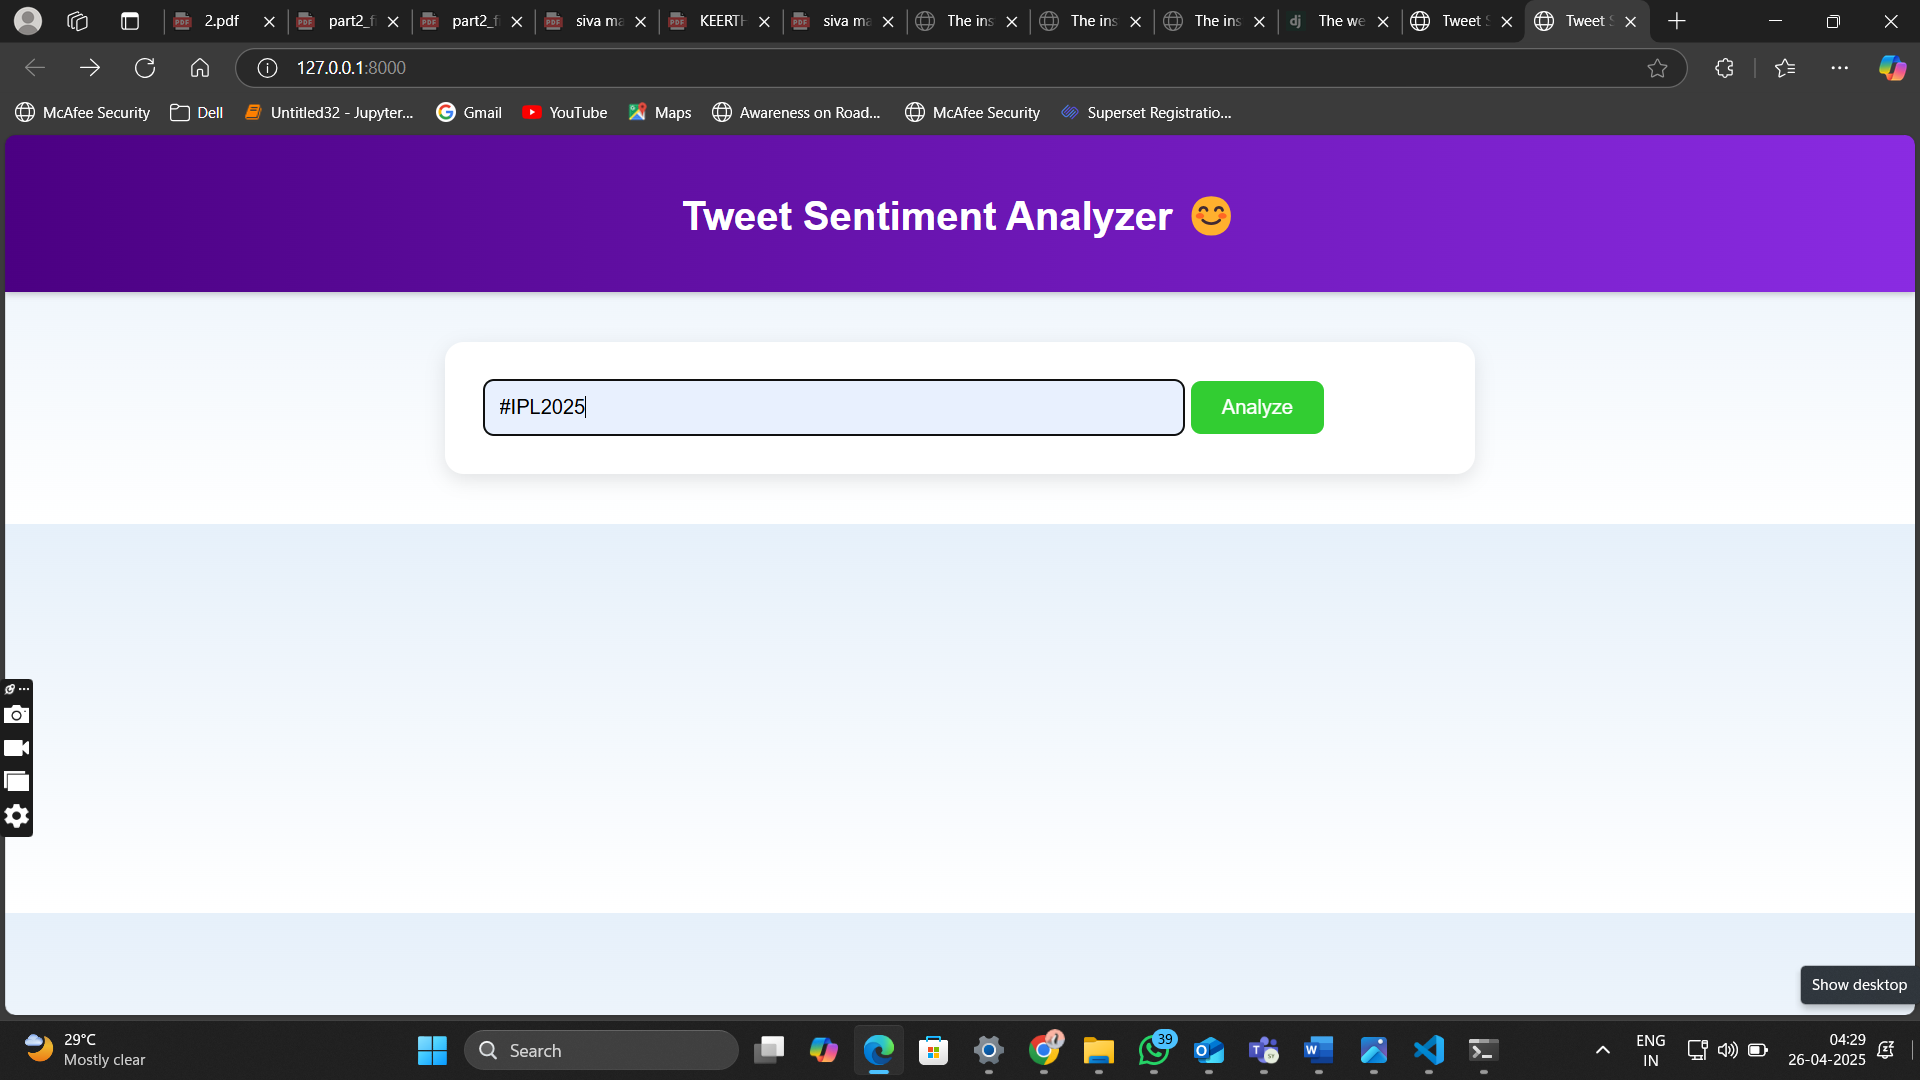 2.pdf
part2_f
part2_f
siva ma
KEERTH
siva ma
The ins
The ins
The ins
dj
The we
Tweet S
Tweet S
127.0.0.1:8000
McAfee Security
Dell
Untitled32 - Jupyter...
Gmail
YouTube
Maps
Awareness on Road...
McAfee Security
Superset Registratio...
Tweet Sentiment Analyzer 😊
#IPL2025
Analyze
Show desktop
29°C
Mostly clear
Search
39
ENG
IN
04:29
26-04-2025